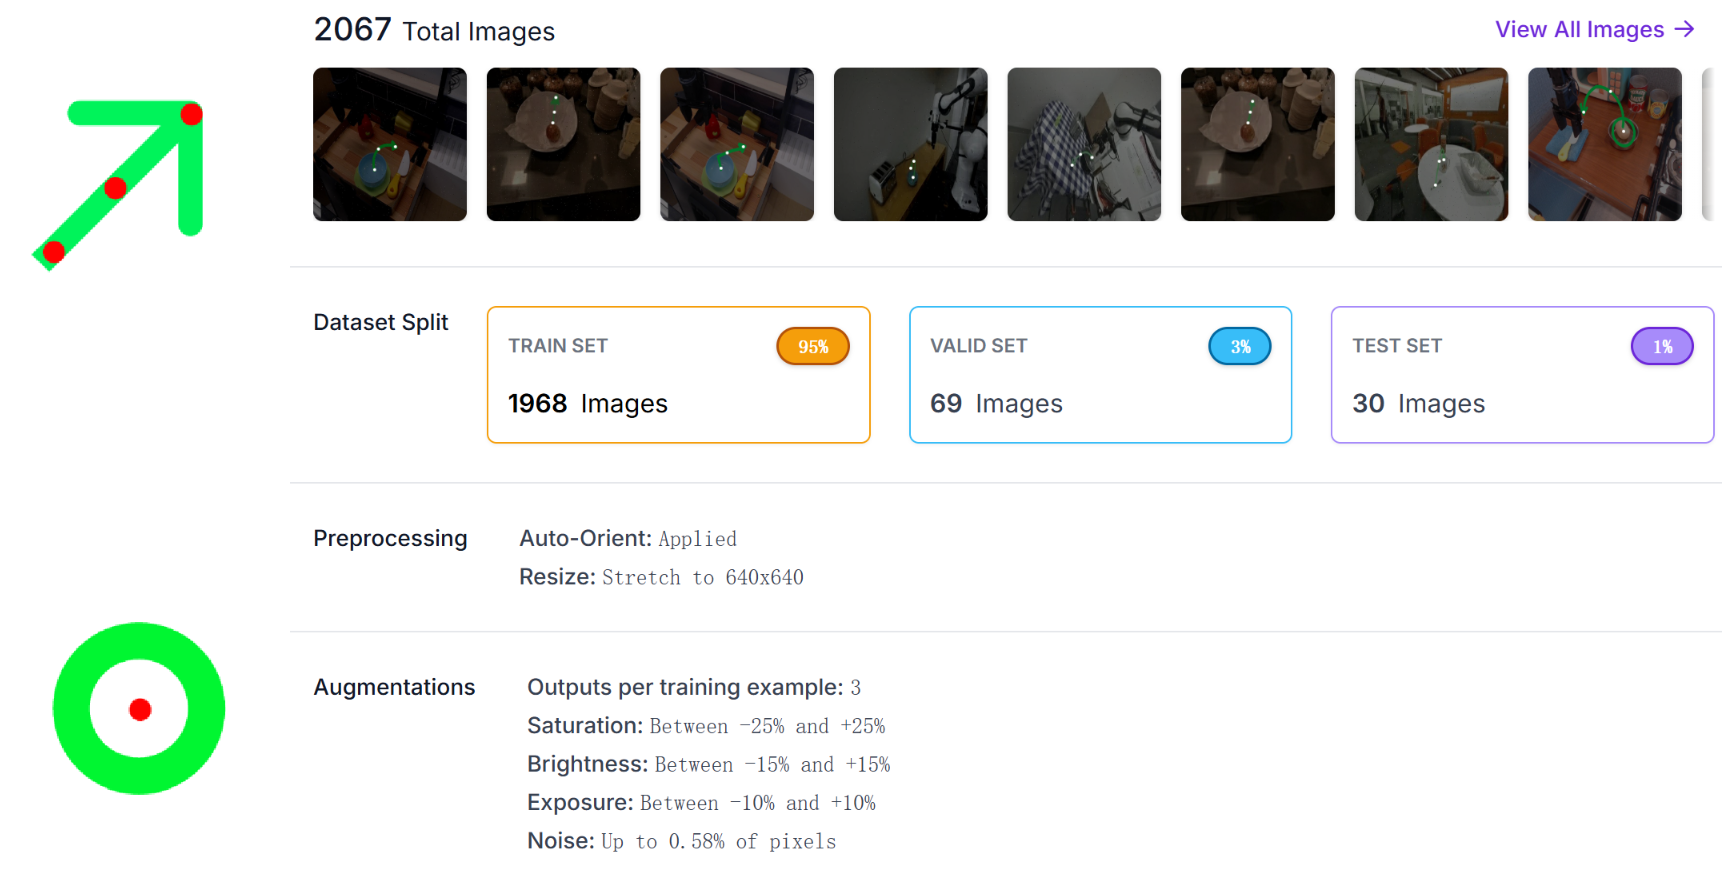 2067 Total Images
View All Images →
Dataset Split
TRAIN SET
95%
1968 Images
VALID SET
3%
69 Images
TEST SET
1%
30 Images
Preprocessing
Auto-Orient: Applied
Resize: Stretch to 640x640
Augmentations
Outputs per training example: 3
Saturation: Between -25% and +25%
Brightness: Between -15% and +15%
Exposure: Between -10% and +10%
Noise: Up to 0.58% of pixels